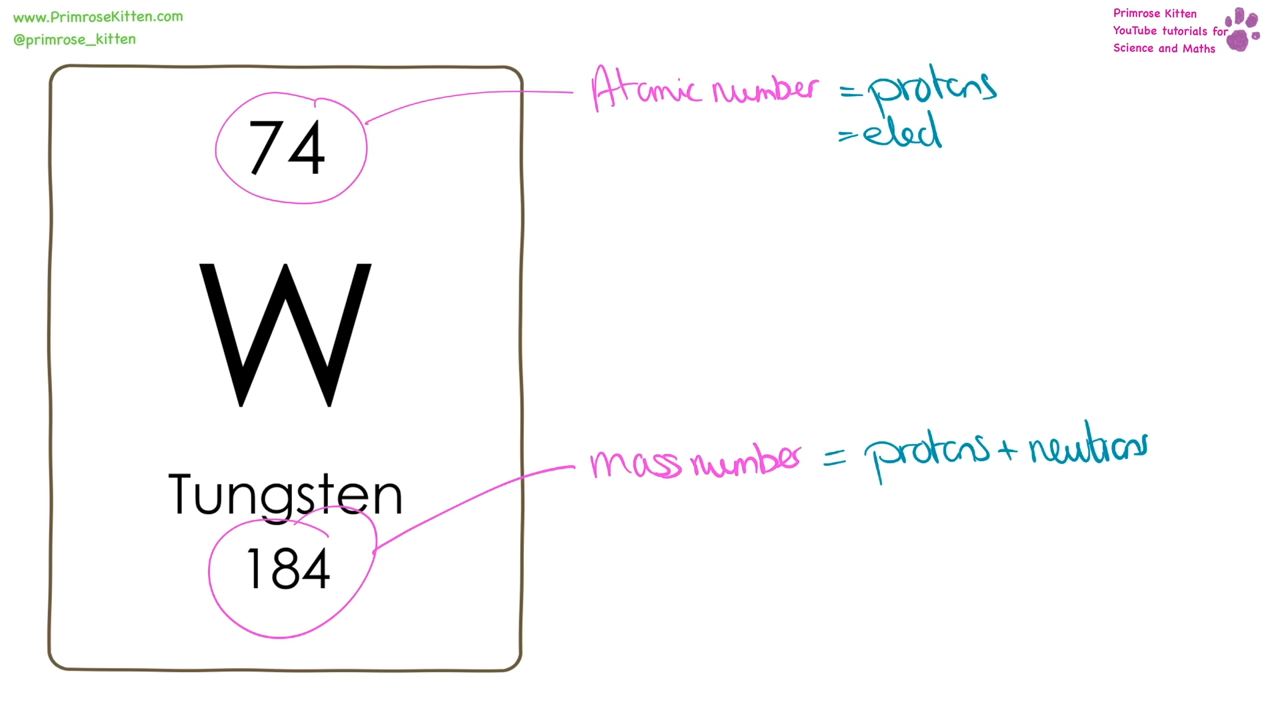 www.PrimroseKitten.com
@primrose_kitten
Primrose Kitten
YouTube tutorials for
Science and Maths
74
Atomic number = protons
= elect
W
mass number = protons + neutrons
Tungsten
184